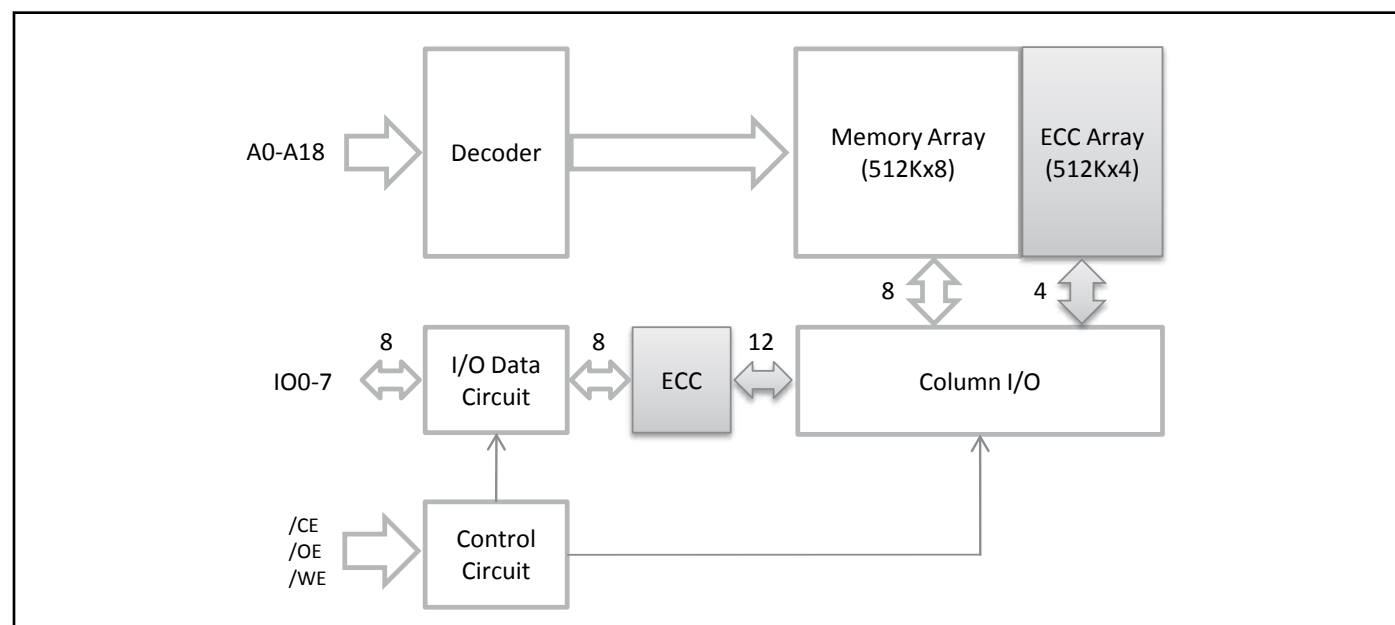 A0-A18
Decoder
Memory Array
(512Kx8)
ECC Array
(512Kx4)
8
4
IO0-7
8
I/O Data
Circuit
8
ECC
12
Column I/O
/CE
/OE
/WE
Control
Circuit